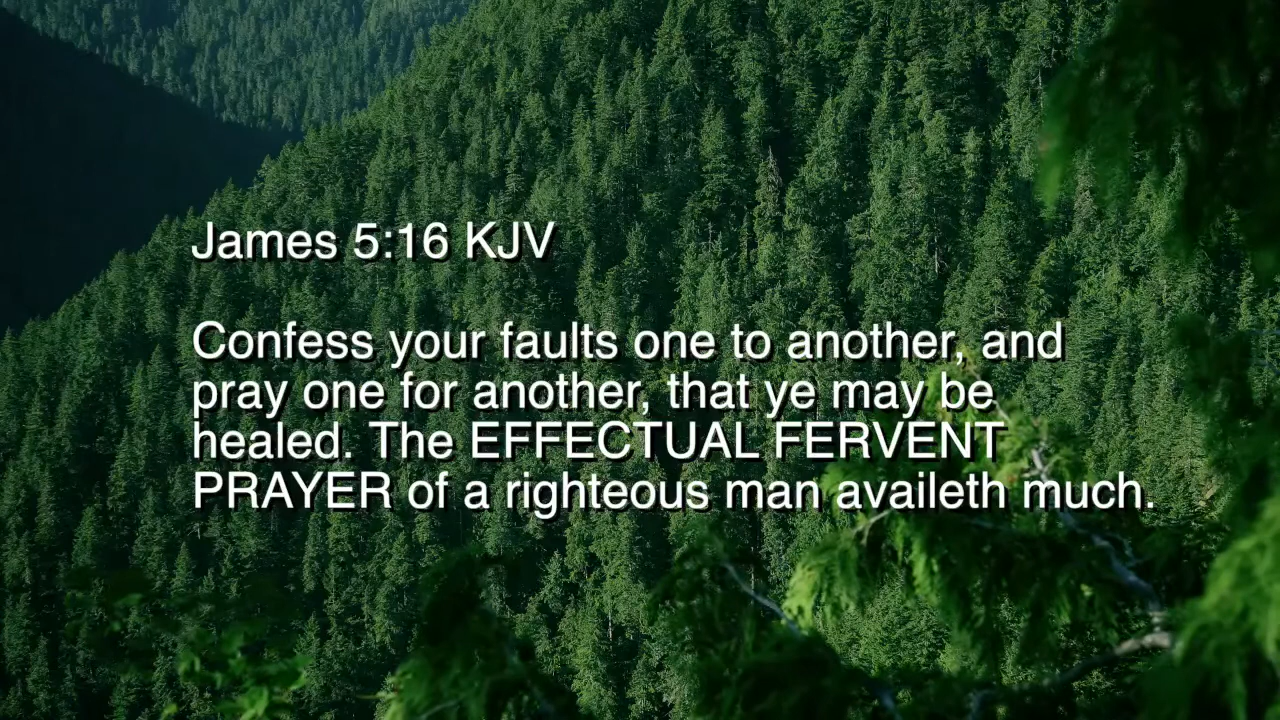 James 5:16 KJV
Confess your faults one to another, and
pray one for another, that ye may be
healed. The EFFECTUAL FERVENT
PRAYER of a righteous man availeth much.